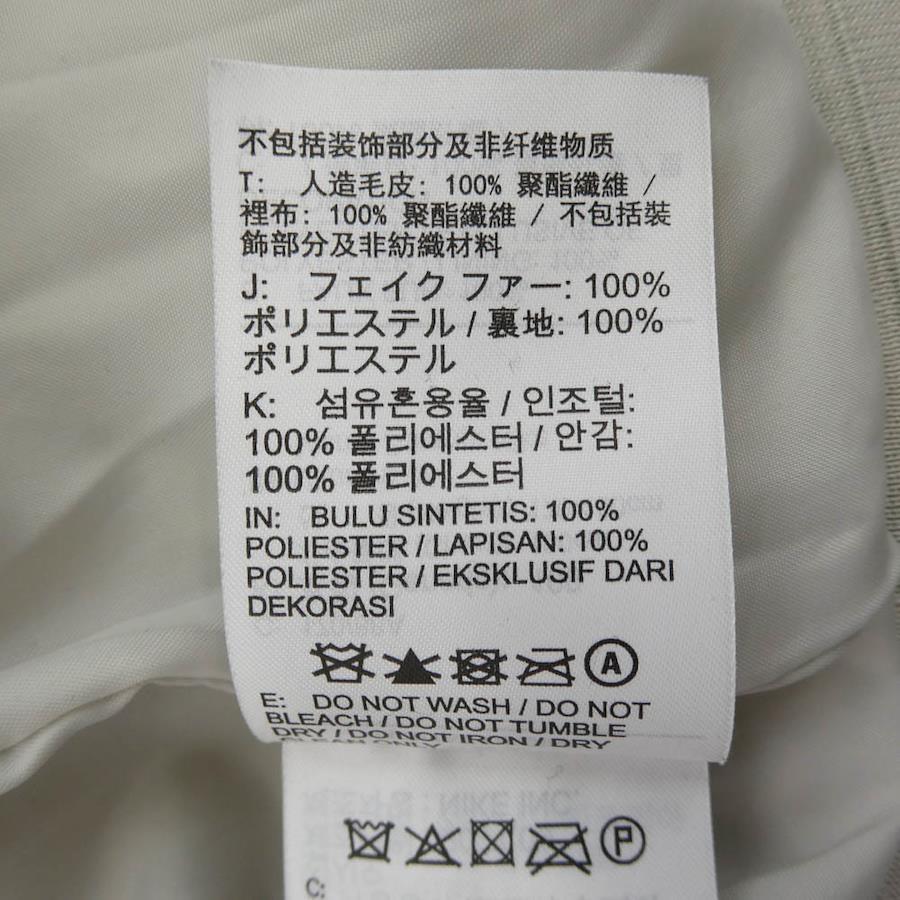 不包括装饰部分及非纤维物质
T: 人造毛皮: 100% 聚酯纖維 /
裡布: 100% 聚酯纖維 / 不包括裝
飾部分及非紡織材料
J: フェイク ファー: 100%
ポリエステル / 裏地: 100%
ポリエステル
K: 섬유혼용율 / 인조털:
100% 폴리에스터 / 안감:
100% 폴리에스터
IN: BULU SINTETIS: 100%
POLIESTER / LAPISAN: 100%
POLIESTER / EKSKLUSIF DARI
DEKORASI
A
E: DO NOT WASH / DO NOT
BLEACH / DO NOT TUMBLE
DRY / DO NOT IRON / DRY
CLEAN ONLY
P
C: